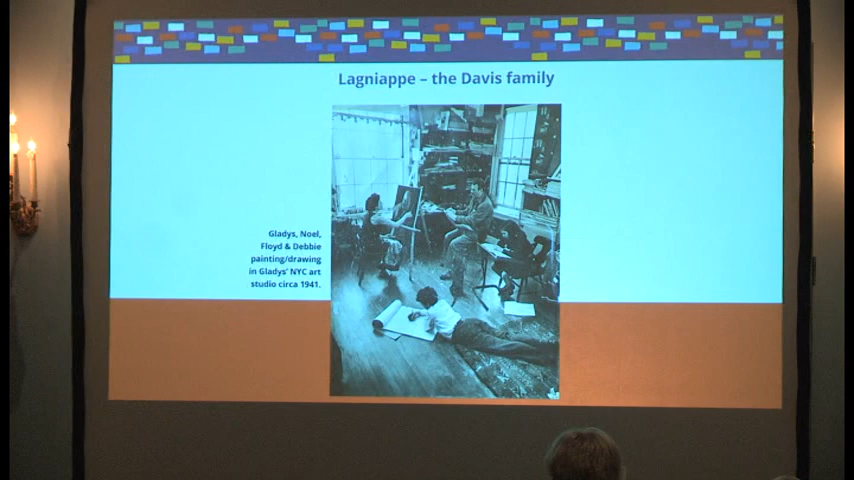 Lagniappe – the Davis family
Gladys, Noel,
Floyd & Debbie
painting/drawing
in Gladys' NYC art
studio circa 1941.